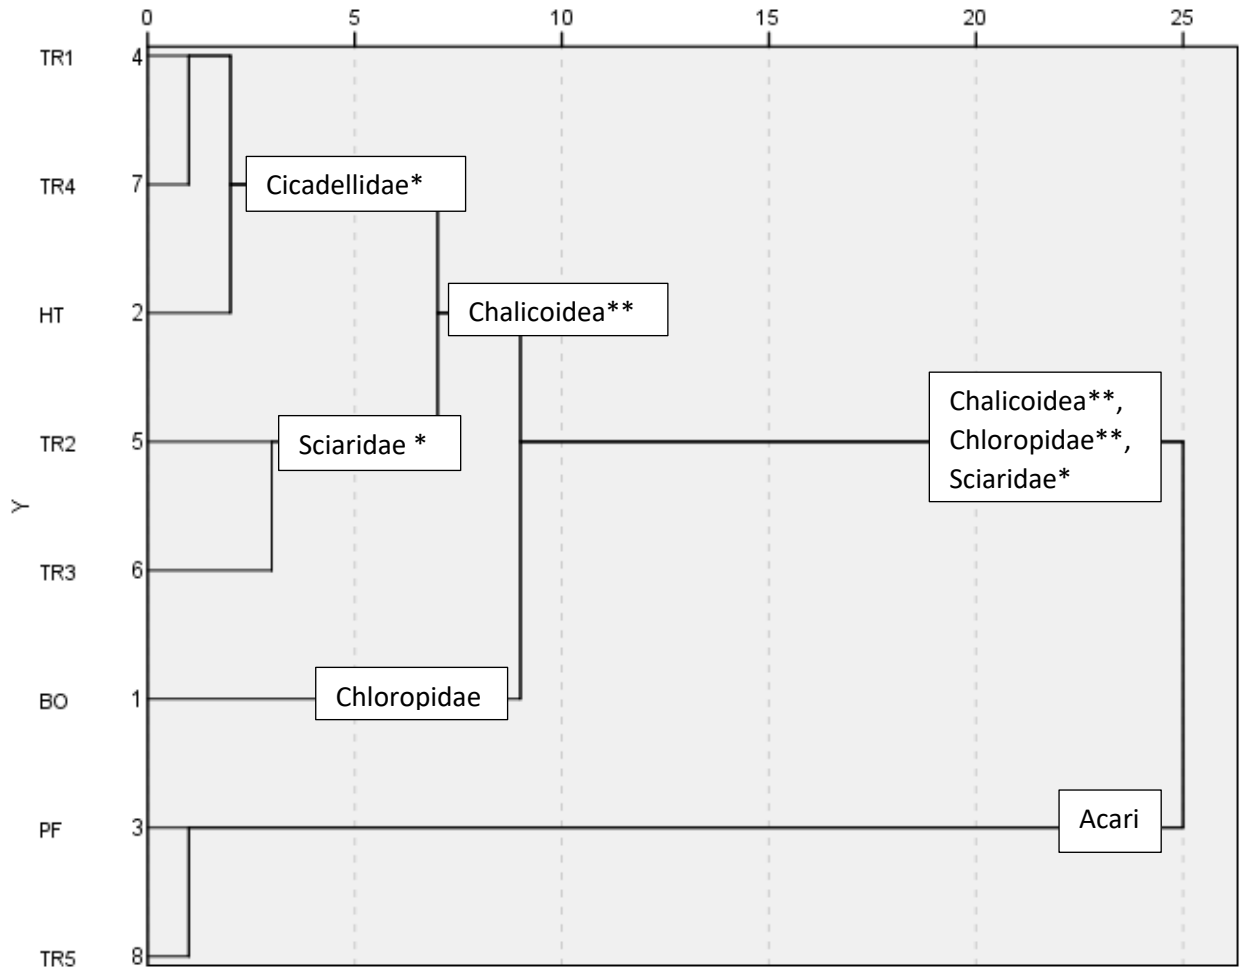 0 5 10 15 20 25
TR1 4
TR4 7
Cicadellidae*
HT 2
Chalicoidea**
Chalicoidea**,
Chloropidae**,
Sciaridae*
TR2 5
Sciaridae *
Y
TR3 6
BO 1
Chloropidae
PF 3
Acari
TR5 8